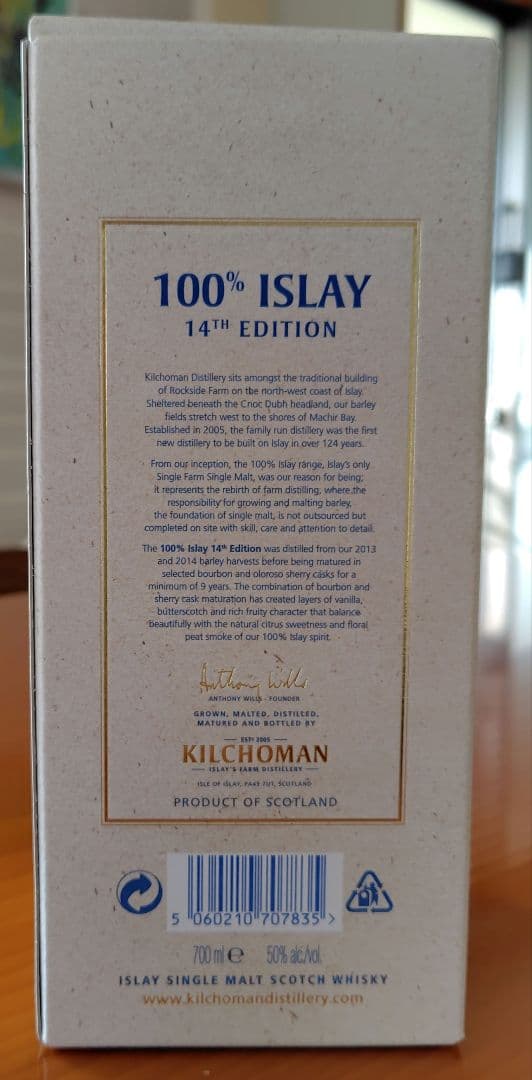 100% ISLAY
14TH EDITION
Kilchoman Distillery sits amongst the traditional building
of Rockside Farm on the north-west coast of Islay.
Sheltered beneath the Cnoc Dubh headland, our barley
fields stretch west to the shores of Machir Bay.
Established in 2005, the family run distillery was the first
new distillery to be built on Islay in over 124 years.
From our inception, the 100% Islay range, Islay's only
Single Farm Single Malt, was our reason for being;
it represents the rebirth of farm distilling, where the
responsibility for growing and malting barley,
the foundation of single malt, is not outsourced but
completed on site with skill, care and attention to detail.
The 100% Islay 14th Edition was distilled from our 2013
and 2014 barley harvests before being matured in
selected bourbon and oloroso sherry casks for a
minimum of 9 years. The combination of bourbon and
sherry cask maturation has created layers of vanilla,
butterscotch and rich fruity character that balance
beautifully with the natural citrus sweetness and floral
peat smoke of our 100% Islay spirit.
Anthony Wills
ANTHONY WILLS - FOUNDER
GROWN, MALTED, DISTILLED,
MATURED AND BOTTLED BY
ESTD 2005
KILCHOMAN
ISLAY'S FARM DISTILLERY
ISLE OF ISLAY, PA49 7UT, SCOTLAND
PRODUCT OF SCOTLAND
5 060210 707835 >
700 ml e 50% alc/vol.
ISLAY SINGLE MALT SCOTCH WHISKY
www.kilchomandistillery.com